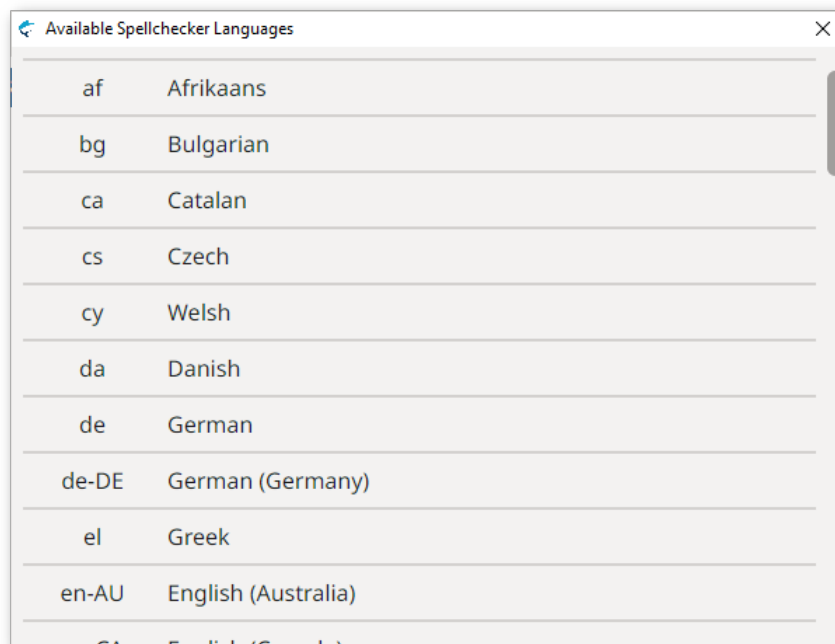 Available Spellchecker Languages
af Afrikaans
bg Bulgarian
ca Catalan
cs Czech
cy Welsh
da Danish
de German
de-DE German (Germany)
el Greek
en-AU English (Australia)